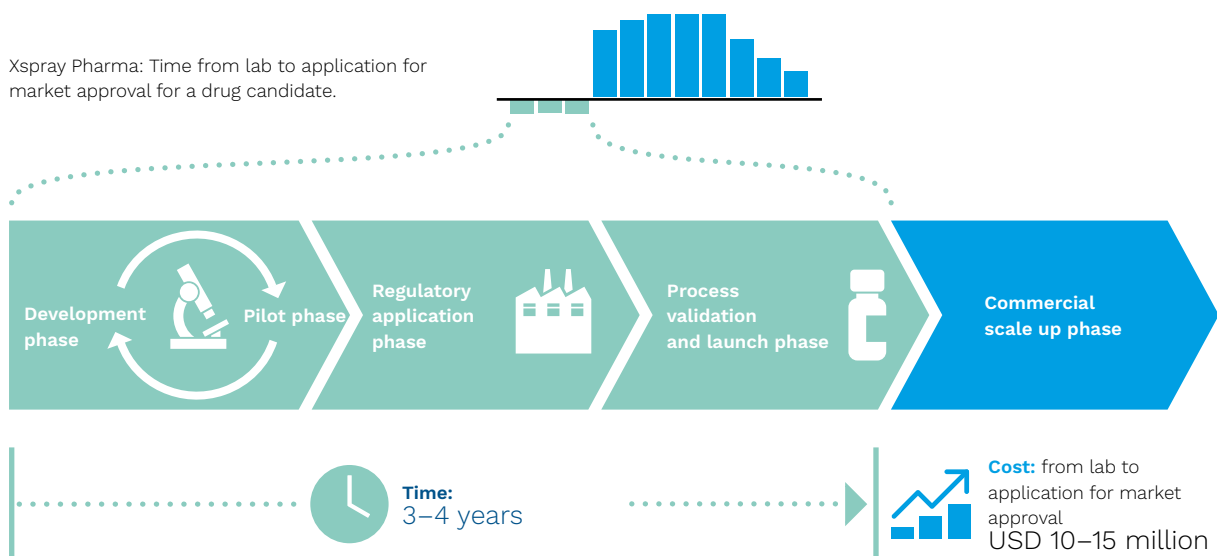 Xspray Pharma: Time from lab to application for
market approval for a drug candidate.
Development
phase
Pilot phase
Regulatory
application
phase
Process
validation
and launch phase
Commercial
scale up phase
Time:
3–4 years
Cost: from lab to
application for market
approval
USD 10–15 million